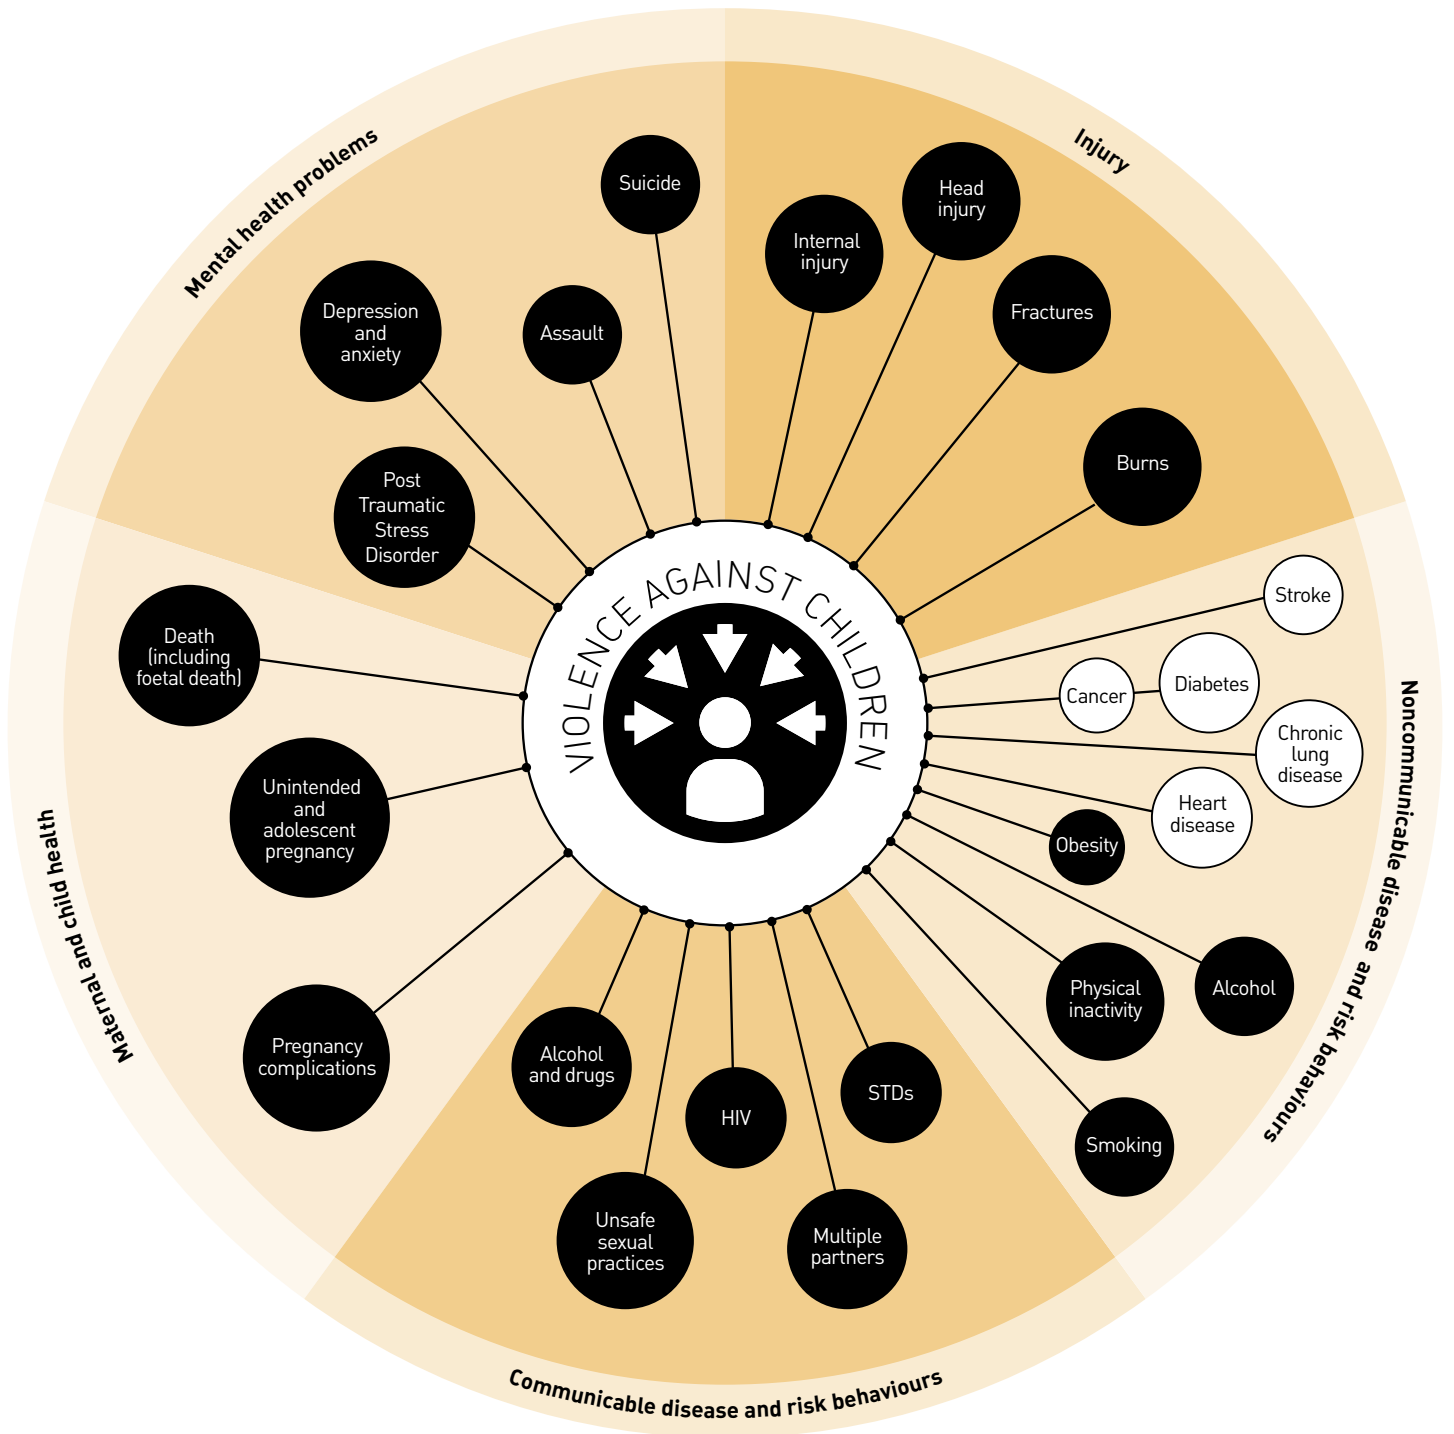 VIOLENCE AGAINST CHILDREN
Injury
Internal
injury
Head
injury
Fractures
Burns
Noncommunicable disease and risk behaviours
Stroke
Cancer
Diabetes
Chronic
lung
disease
Heart
disease
Obesity
Alcohol
Physical
inactivity
Smoking
Communicable disease and risk behaviours
STDs
Multiple
partners
HIV
Unsafe
sexual
practices
Alcohol
and drugs
Maternal and child health
Pregnancy
complications
Unintended
and
adolescent
pregnancy
Death
(including
foetal death)
Mental health problems
Post
Traumatic
Stress
Disorder
Depression
and
anxiety
Assault
Suicide